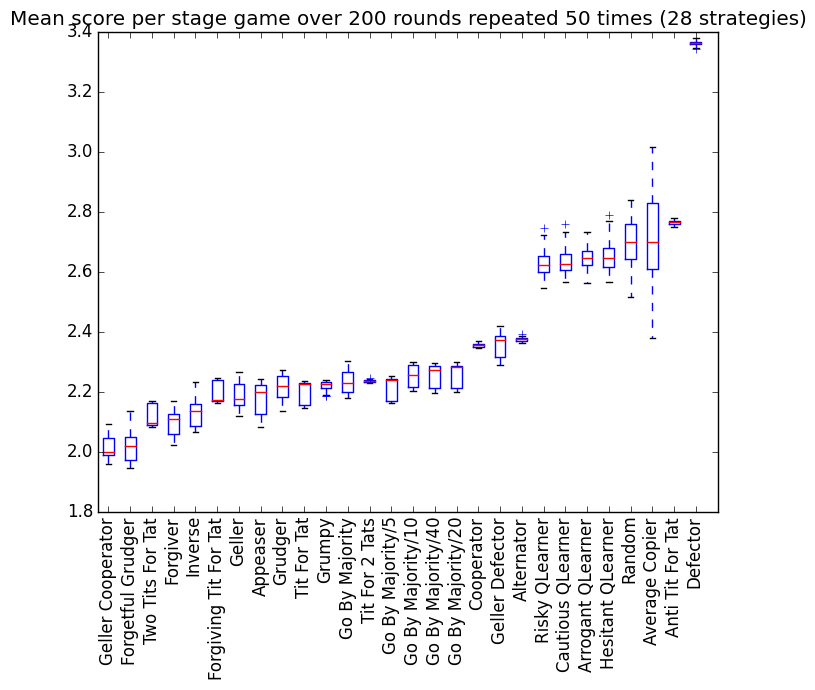 Mean score per stage game over 200 rounds repeated 50 times (28 strategies)
3.4
3.2
3.0
2.8
2.6
2.4
2.2
2.0
1.8
Geller Cooperator
Forgetful Grudger
Two Tits For Tat
Forgiver
Inverse
Forgiving Tit For Tat
Geller
Appeaser
Grudger
Tit For Tat
Grumpy
Go By Majority
Tit For 2 Tats
Go By Majority/5
Go By Majority/10
Go By Majority/40
Go By Majority/20
Cooperator
Geller Defector
Alternator
Risky QLearner
Cautious QLearner
Arrogant QLearner
Hesitant QLearner
Random
Average Copier
Anti Tit For Tat
Defector